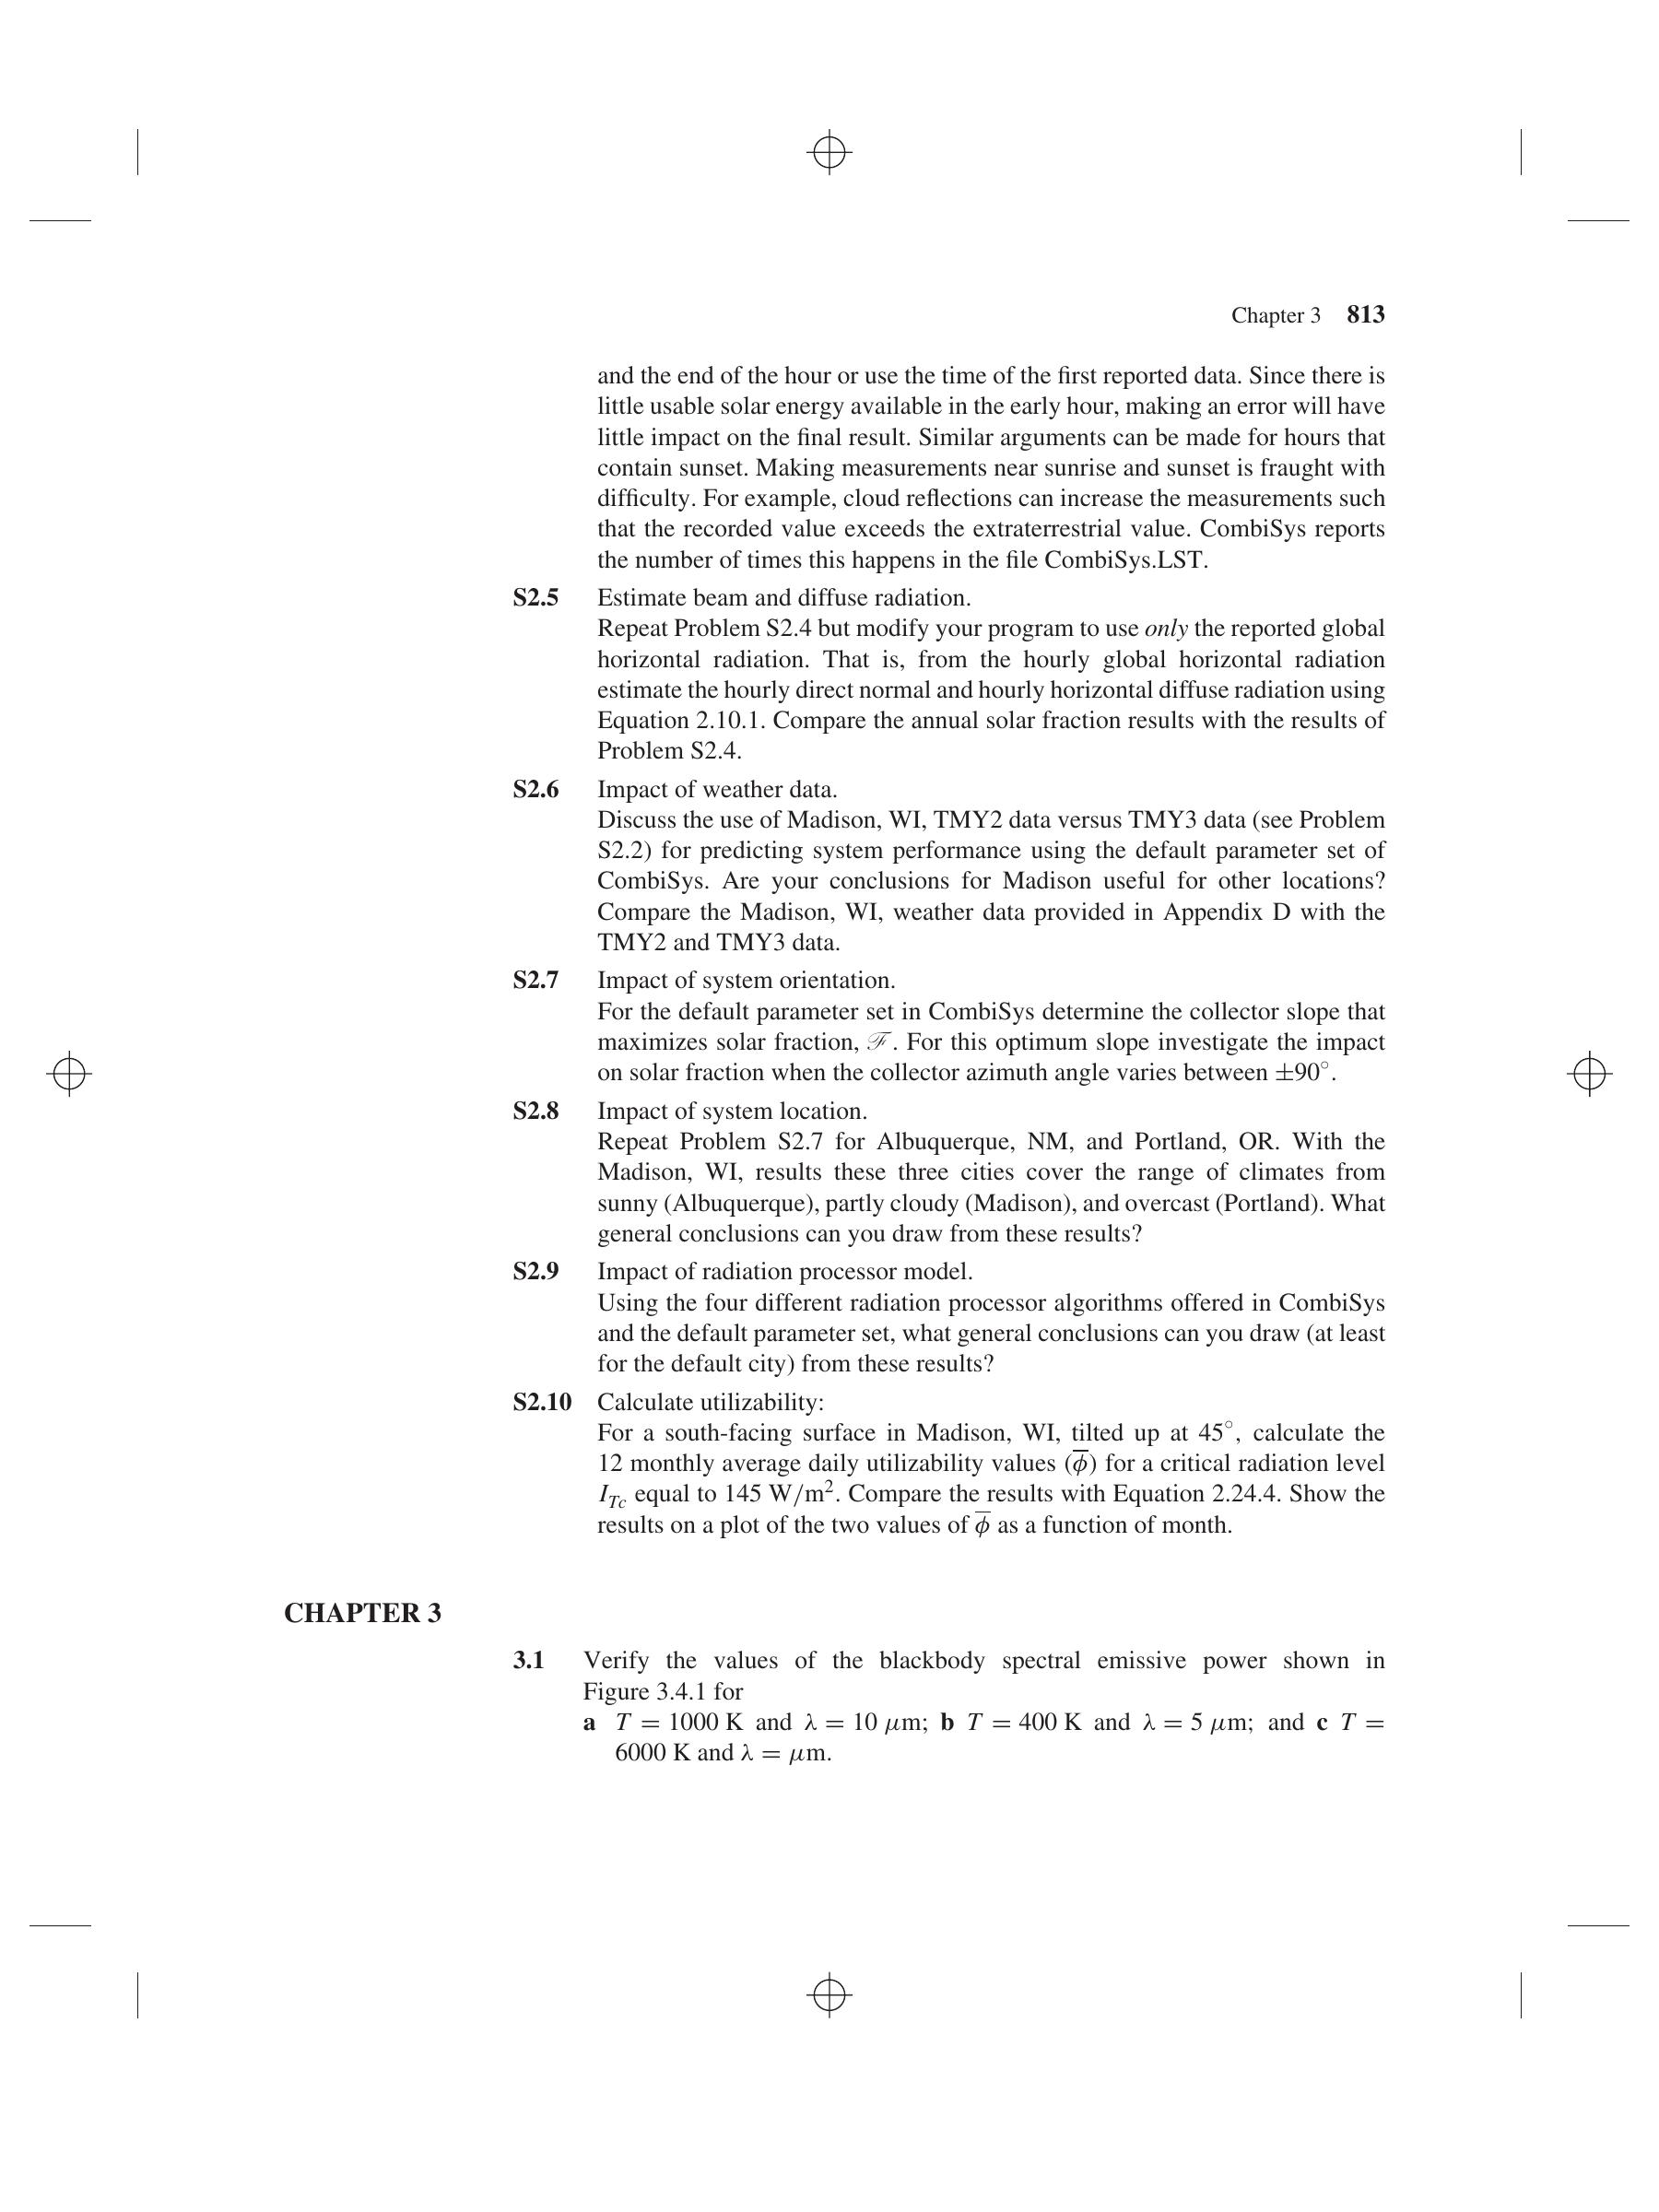 Chapter 3 813
and the end of the hour or use the time of the first reported data. Since there is
little usable solar energy available in the early hour, making an error will have
little impact on the final result. Similar arguments can be made for hours that
contain sunset. Making measurements near sunrise and sunset is fraught with
difficulty. For example, cloud reflections can increase the measurements such
that the recorded value exceeds the extraterrestrial value. CombiSys reports
the number of times this happens in the file CombiSys.LST.
S2.5 Estimate beam and diffuse radiation.
Repeat Problem S2.4 but modify your program to use only the reported global
horizontal radiation. That is, from the hourly global horizontal radiation
estimate the hourly direct normal and hourly horizontal diffuse radiation using
Equation 2.10.1. Compare the annual solar fraction results with the results of
Problem S2.4.
S2.6 Impact of weather data.
Discuss the use of Madison, WI, TMY2 data versus TMY3 data (see Problem
S2.2) for predicting system performance using the default parameter set of
CombiSys. Are your conclusions for Madison useful for other locations?
Compare the Madison, WI, weather data provided in Appendix D with the
TMY2 and TMY3 data.
S2.7 Impact of system orientation.
For the default parameter set in CombiSys determine the collector slope that
maximizes solar fraction, ℱ. For this optimum slope investigate the impact
on solar fraction when the collector azimuth angle varies between ±90°.
S2.8 Impact of system location.
Repeat Problem S2.7 for Albuquerque, NM, and Portland, OR. With the
Madison, WI, results these three cities cover the range of climates from
sunny (Albuquerque), partly cloudy (Madison), and overcast (Portland). What
general conclusions can you draw from these results?
S2.9 Impact of radiation processor model.
Using the four different radiation processor algorithms offered in CombiSys
and the default parameter set, what general conclusions can you draw (at least
for the default city) from these results?
S2.10 Calculate utilizability:
For a south-facing surface in Madison, WI, tilted up at 45°, calculate the
12 monthly average daily utilizability values (ϕ̅) for a critical radiation level
I_Tc equal to 145 W/m². Compare the results with Equation 2.24.4. Show the
results on a plot of the two values of ϕ̅ as a function of month.
CHAPTER 3
3.1 Verify the values of the blackbody spectral emissive power shown in
Figure 3.4.1 for
a T = 1000 K and λ = 10 μm; b T = 400 K and λ = 5 μm; and c T =
6000 K and λ = μm.